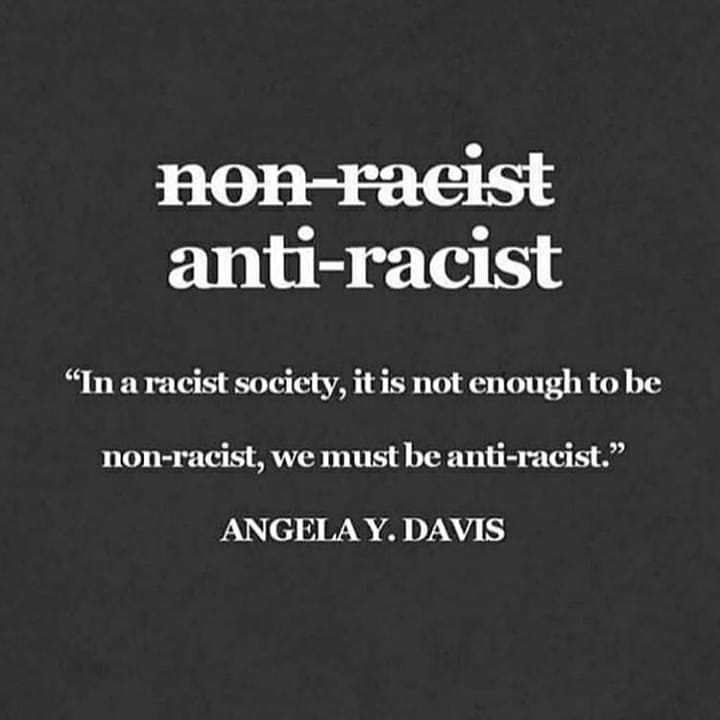 non-racist
anti-racist
“In a racist society, it is not enough to be
non-racist, we must be anti-racist.”
ANGELA Y. DAVIS